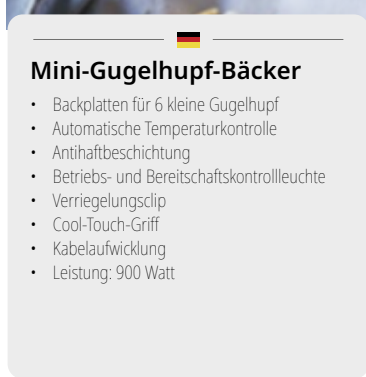 Mini-Gugelhupf-Bäcker
• Backplatten für 6 kleine Gugelhupf
• Automatische Temperaturkontrolle
• Antihaftbeschichtung
• Betriebs- und Bereitschaftskontrollleuchte
• Verriegelungsclip
• Cool-Touch-Griff
• Kabelaufwicklung
• Leistung: 900 Watt